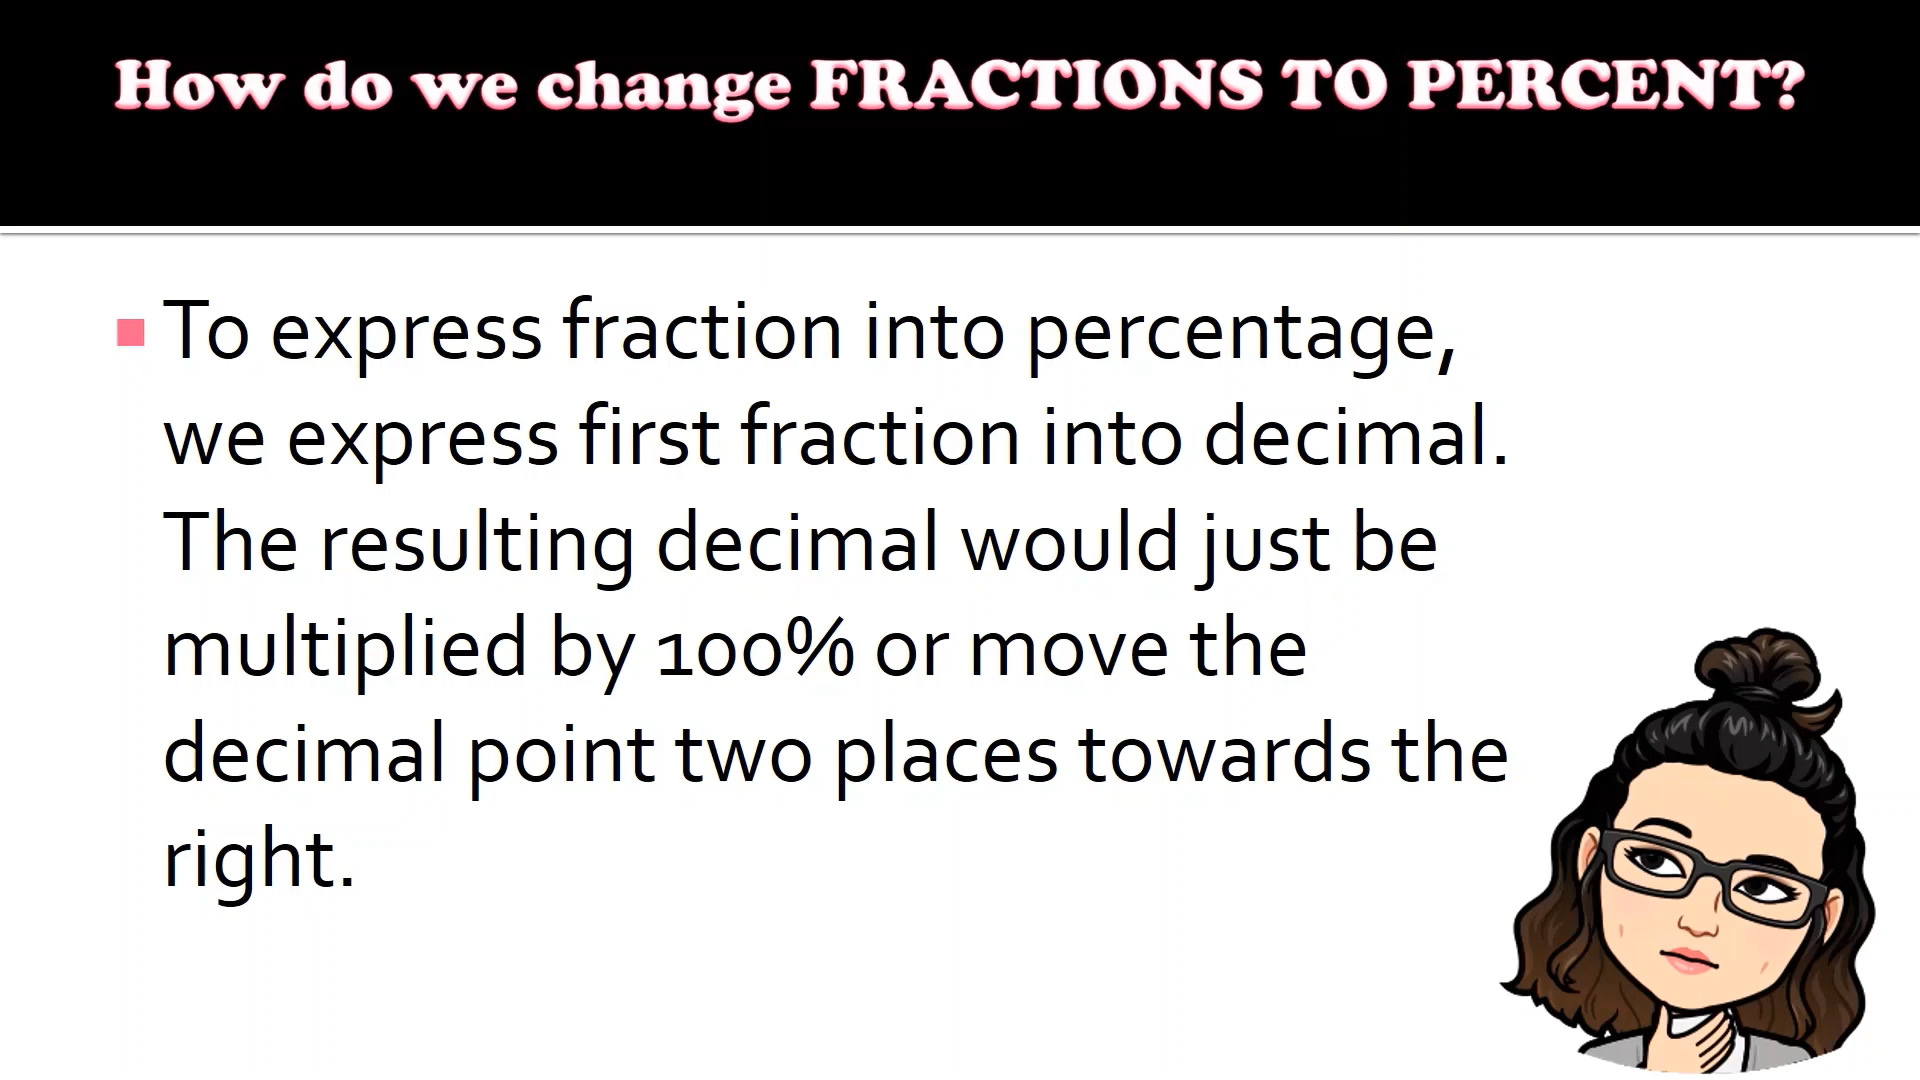 How do we change FRACTIONS TO PERCENT?
To express fraction into percentage,
we express first fraction into decimal.
The resulting decimal would just be
multiplied by 100% or move the
decimal point two places towards the
right.